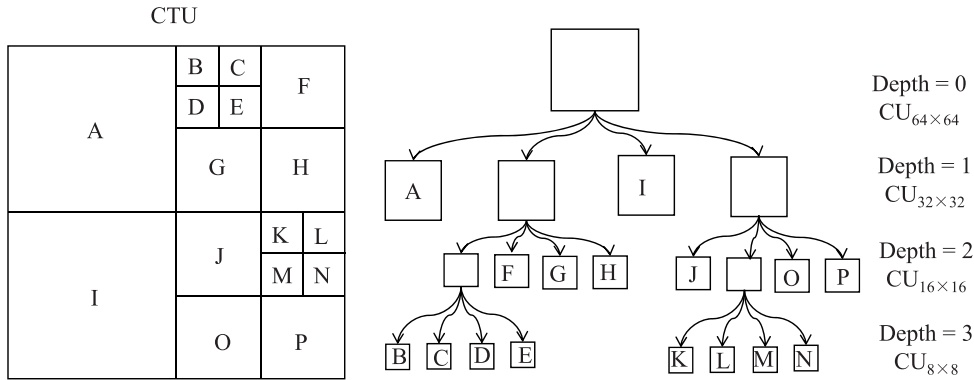 CTU
B C
F
D E
A
G H
K L
J
M N
I
O P
Depth = 0
CU64×64
A I
Depth = 1
CU32×32
F G H J O P
Depth = 2
CU16×16
B C D E K L M N
Depth = 3
CU8×8